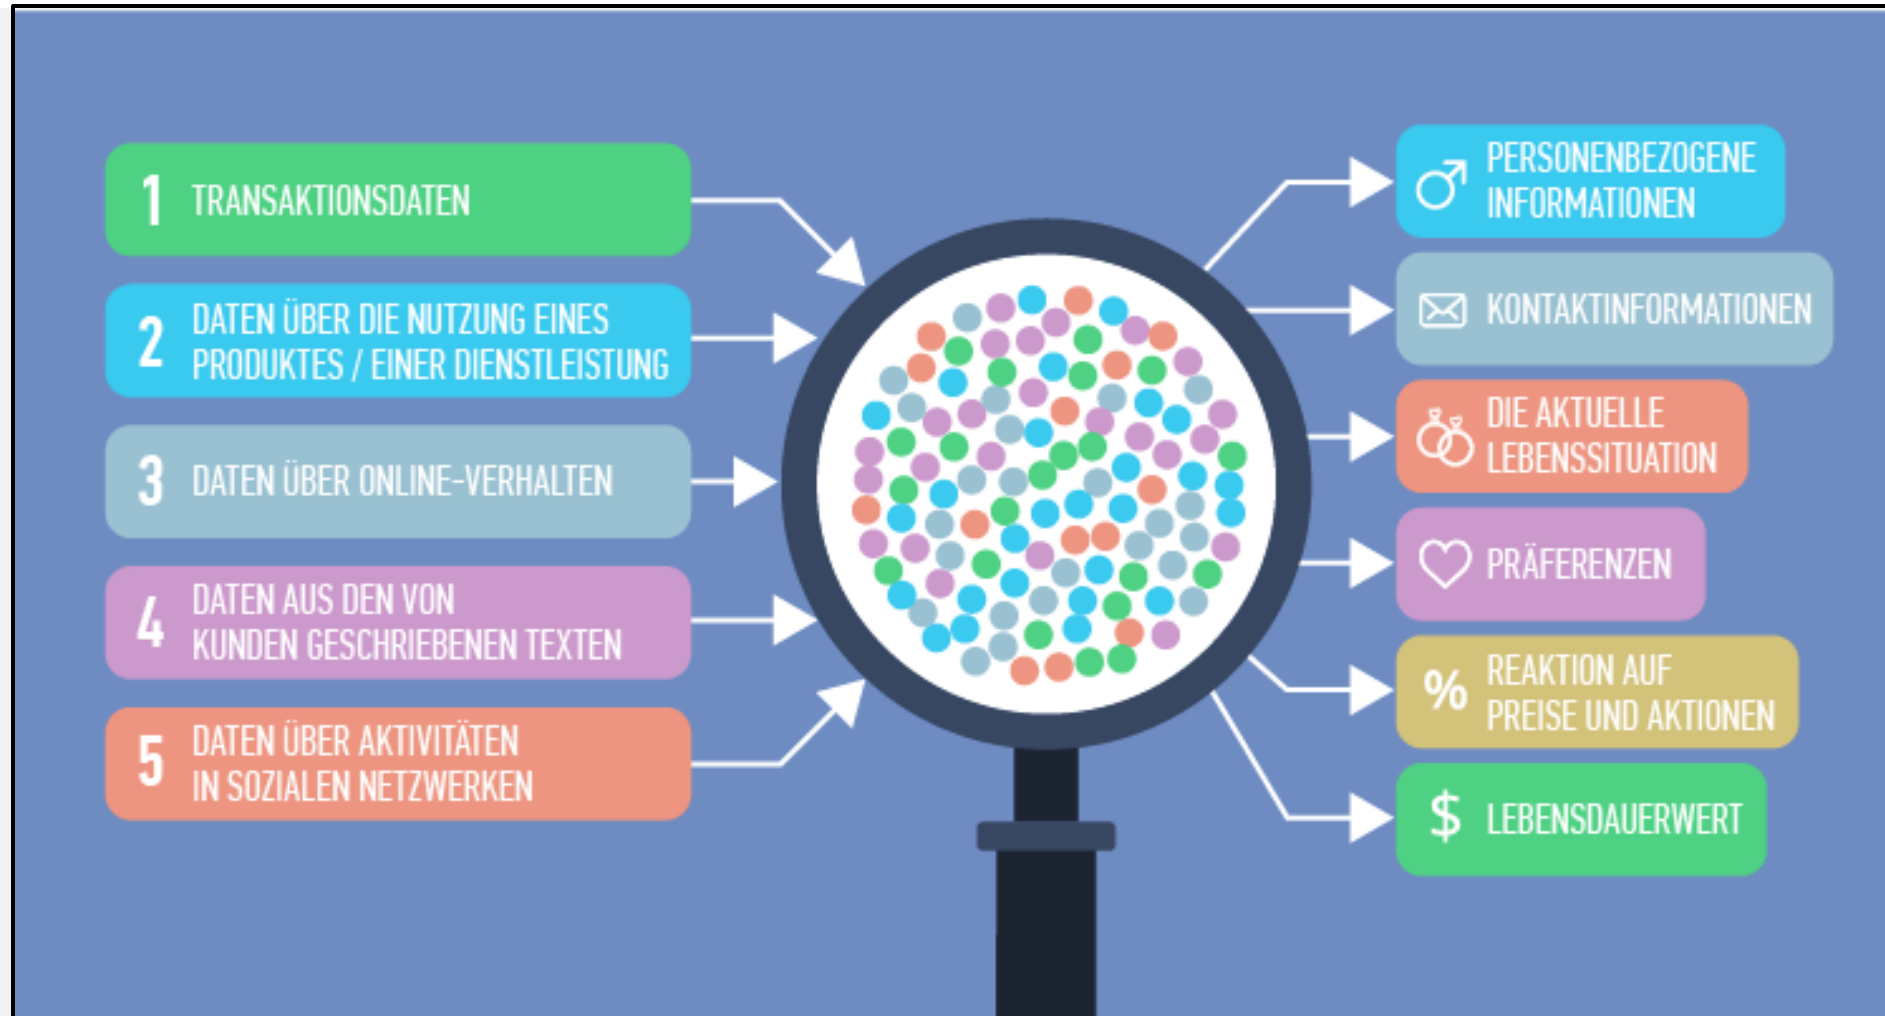 1 TRANSAKTIONSDATEN
2 DATEN ÜBER DIE NUTZUNG EINES
PRODUKTES / EINER DIENSTLEISTUNG
3 DATEN ÜBER ONLINE-VERHALTEN
4 DATEN AUS DEN VON
KUNDEN GESCHRIEBENEN TEXTEN
5 DATEN ÜBER AKTIVITÄTEN
IN SOZIALEN NETZWERKEN
PERSONENBEZOGENE
INFORMATIONEN
KONTAKTINFORMATIONEN
DIE AKTUELLE
LEBENSSITUATION
PRÄFERENZEN
% REAKTION AUF
PREISE UND AKTIONEN
$ LEBENSDAUERWERT